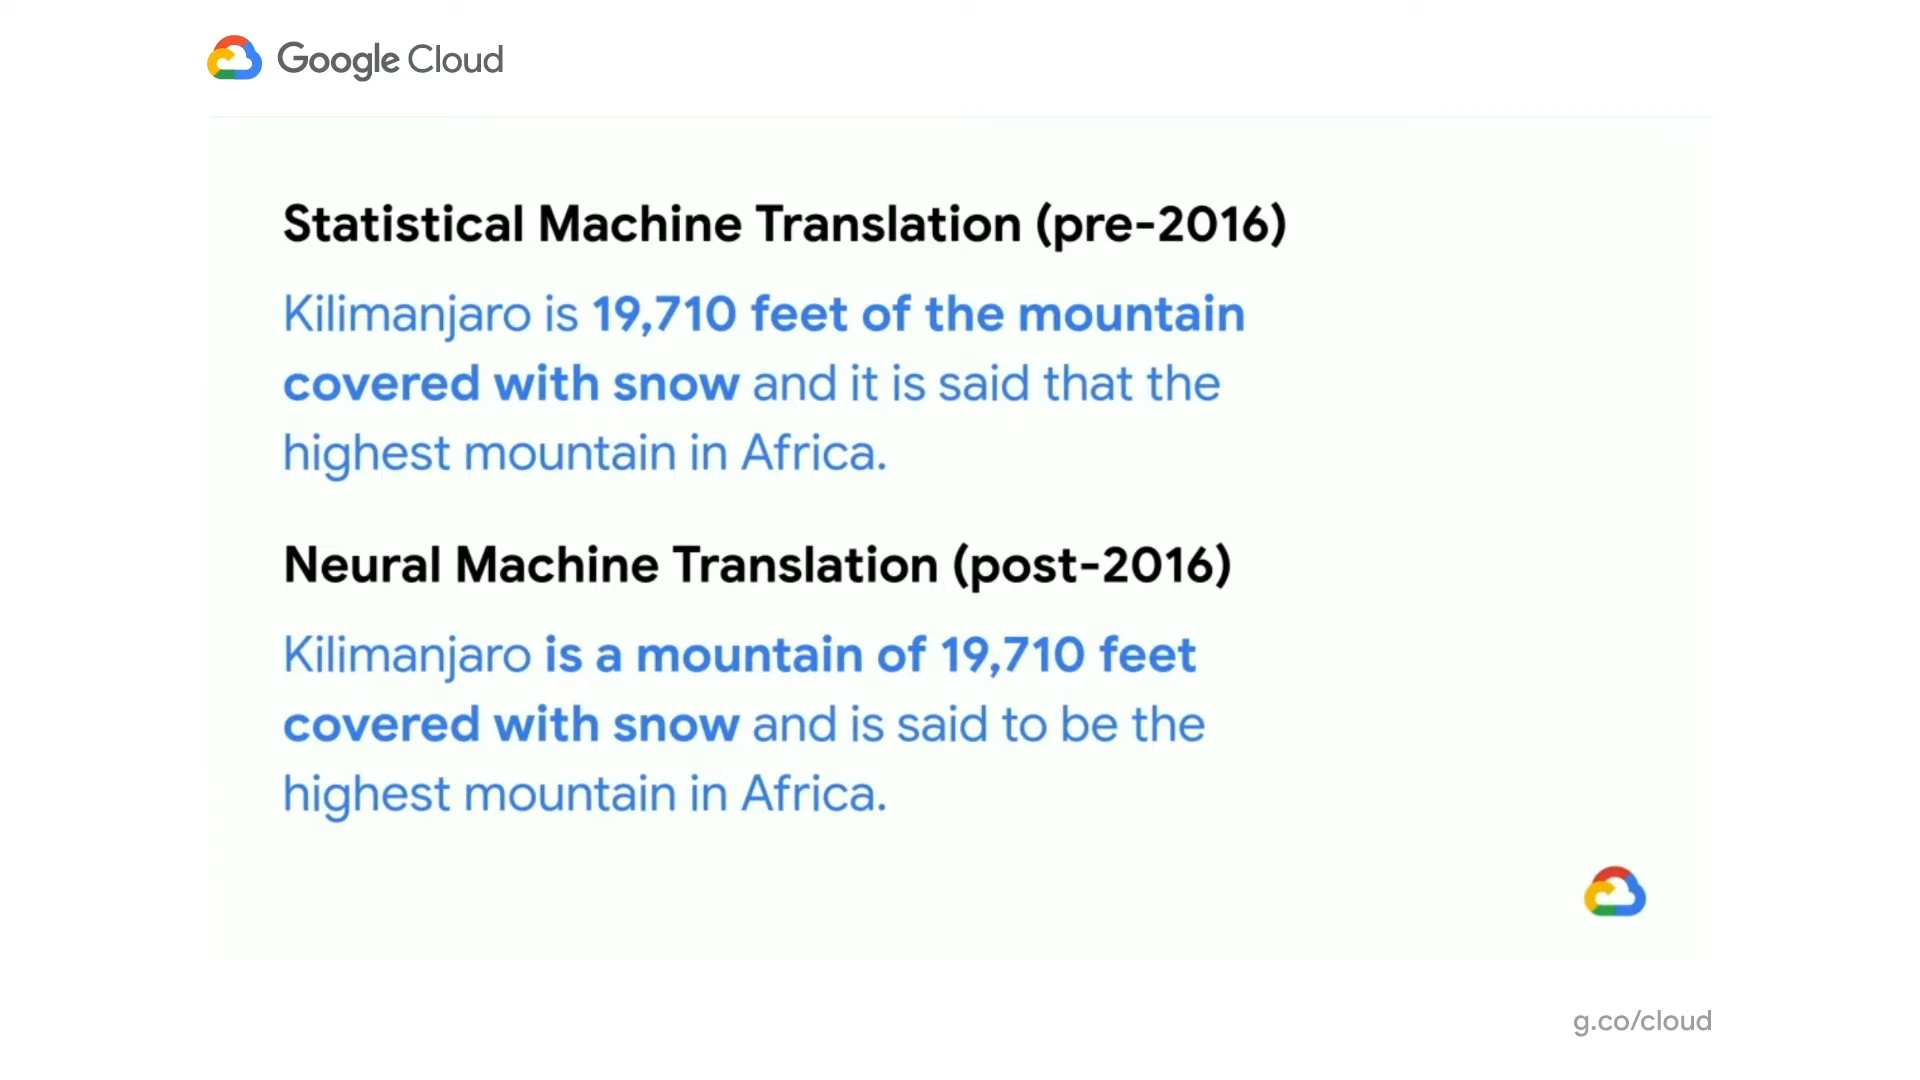 Google Cloud
Statistical Machine Translation (pre-2016)
Kilimanjaro is 19,710 feet of the mountain
covered with snow and it is said that the
highest mountain in Africa.
Neural Machine Translation (post-2016)
Kilimanjaro is a mountain of 19,710 feet
covered with snow and is said to be the
highest mountain in Africa.
g.co/cloud